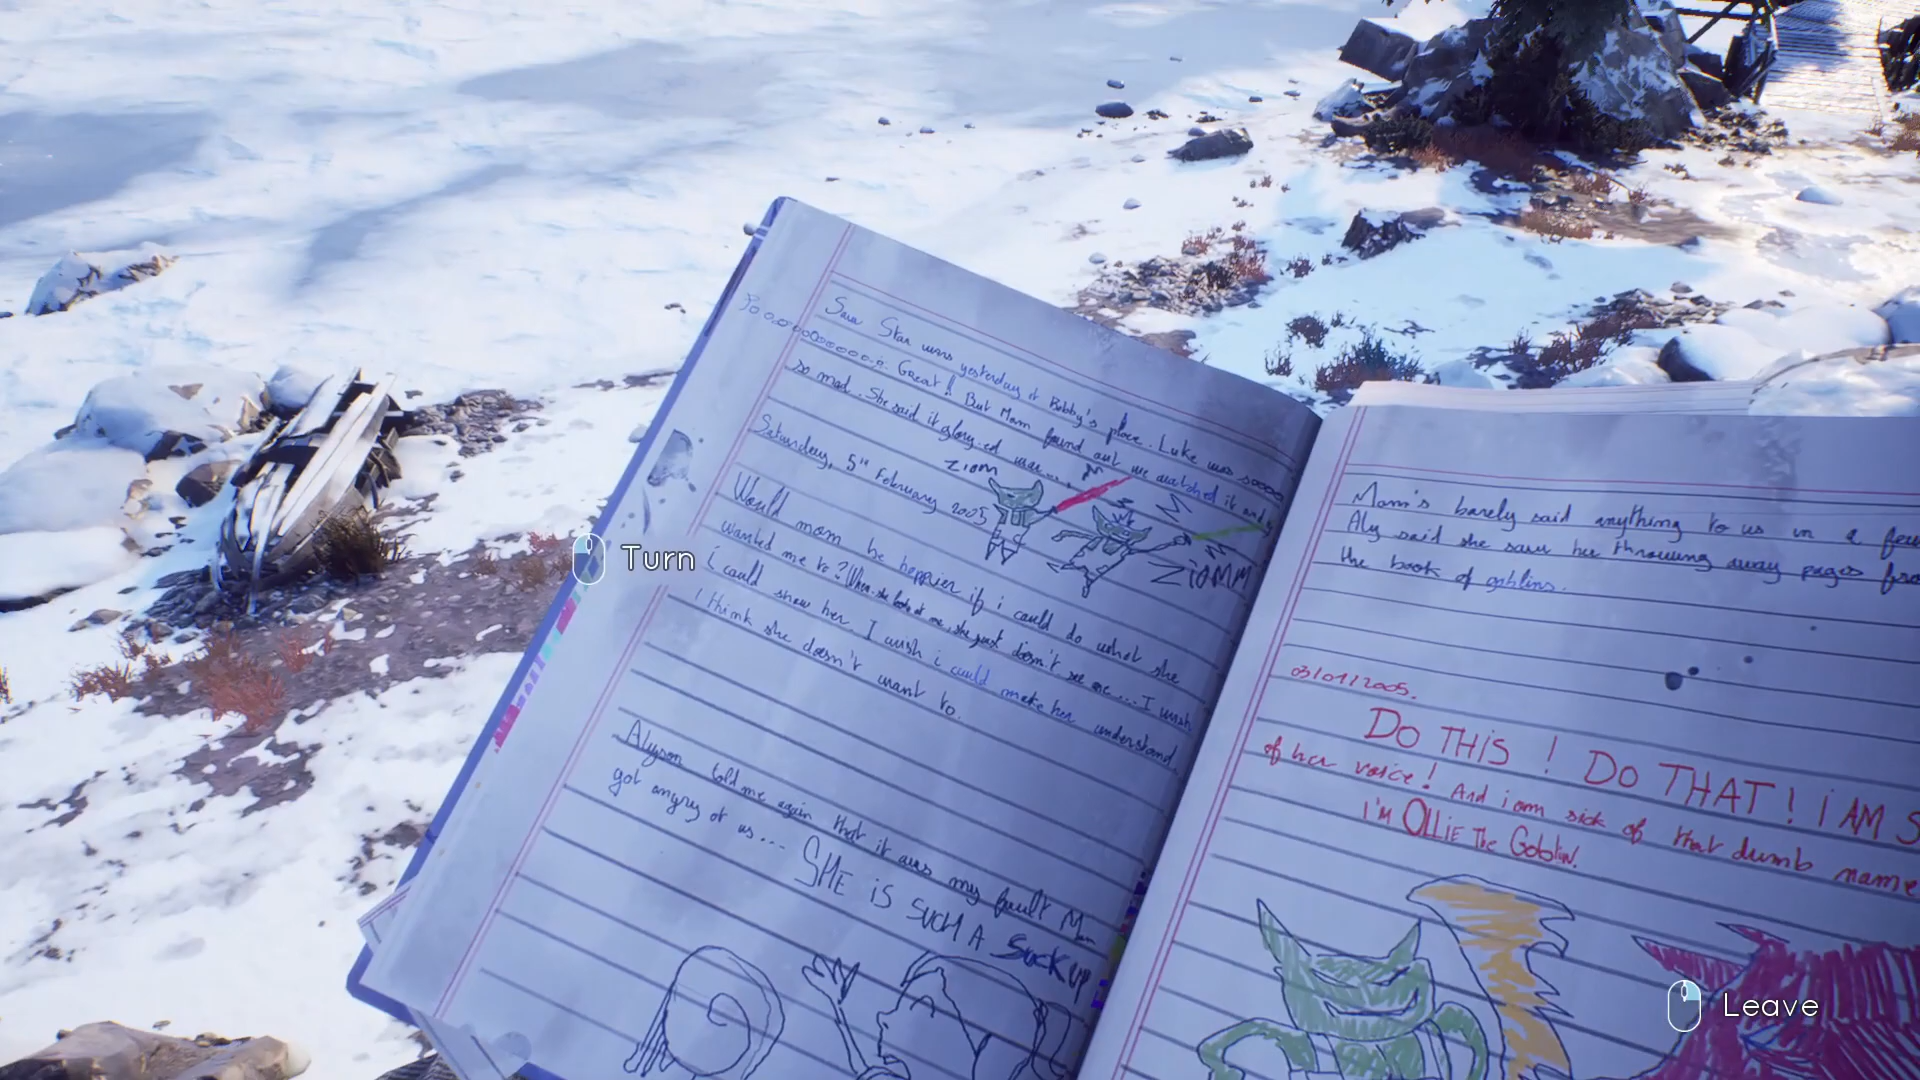 Saw Star wars yesterday at Bobby's place. Luke was soooo
Poooooooooooo. Great! But Mom found out we watched it and is
so mad. She said it glory-ed war....
ZIOM
Saturday, 5th February 2005
ZiOMM
Would mom be happier if i could do what she
wanted me to? When she looks at me, she just doesn't see me.... I wish
i could show her. I wish i could make her understand
I think she doesn't want to.
Alyson told me again that it was my fault Mom
got angry at us... SHE iS SUCH A SUCK UP
Mom's barely said anything to us in a few
Aly said she saw her throwing away pages
the book of goblins.
03/01/2005.
DO THIS! DO THAT! I AM S
of her voice! And i am sick of that dumb name
I'M OLLiE The Goblin!
Turn
Leave